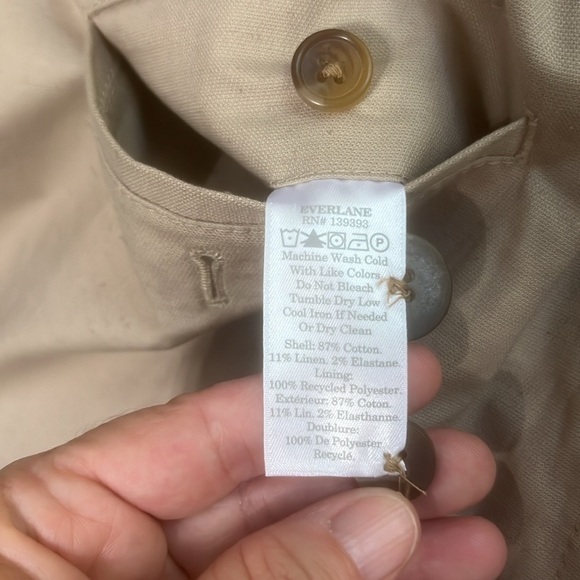 EVERLANE
RN# 139393
P
Machine Wash Cold
With Like Colors
Do Not Bleach
Tumble Dry Low
Cool Iron If Needed
Or Dry Clean
Shell: 87% Cotton.
11% Linen. 2% Elastane.
Lining:
100% Recycled Polyester.
Extérieur: 87% Coton.
11% Lin. 2% Elasthanne.
Doublure:
100% De Polyester
Recyclé.